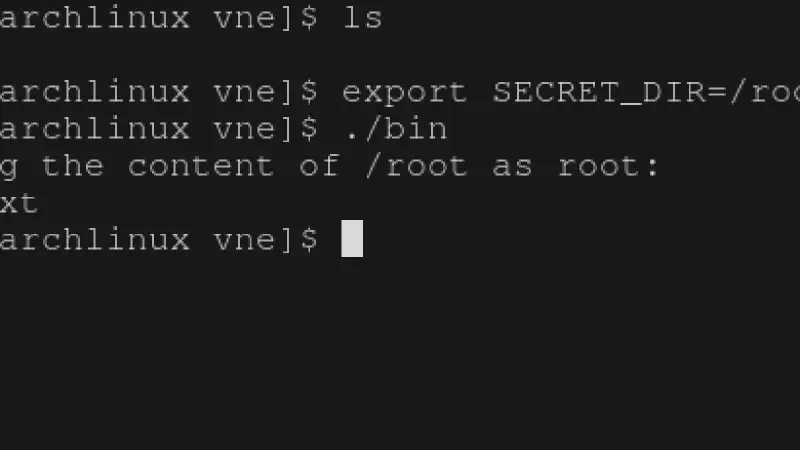 archlinux vne]$ ls
archlinux vne]$ export SECRET_DIR=/roo
archlinux vne]$ ./bin
g the content of /root as root:
xt
archlinux vne]$